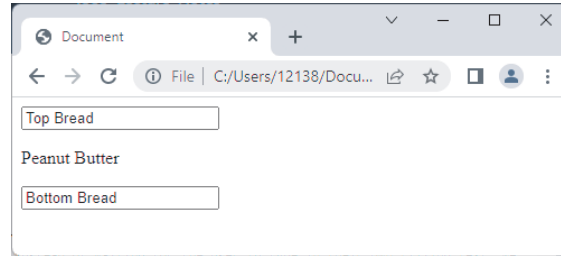 Document
File
C:/Users/12138/Docu...
Top Bread
Peanut Butter
Bottom Bread